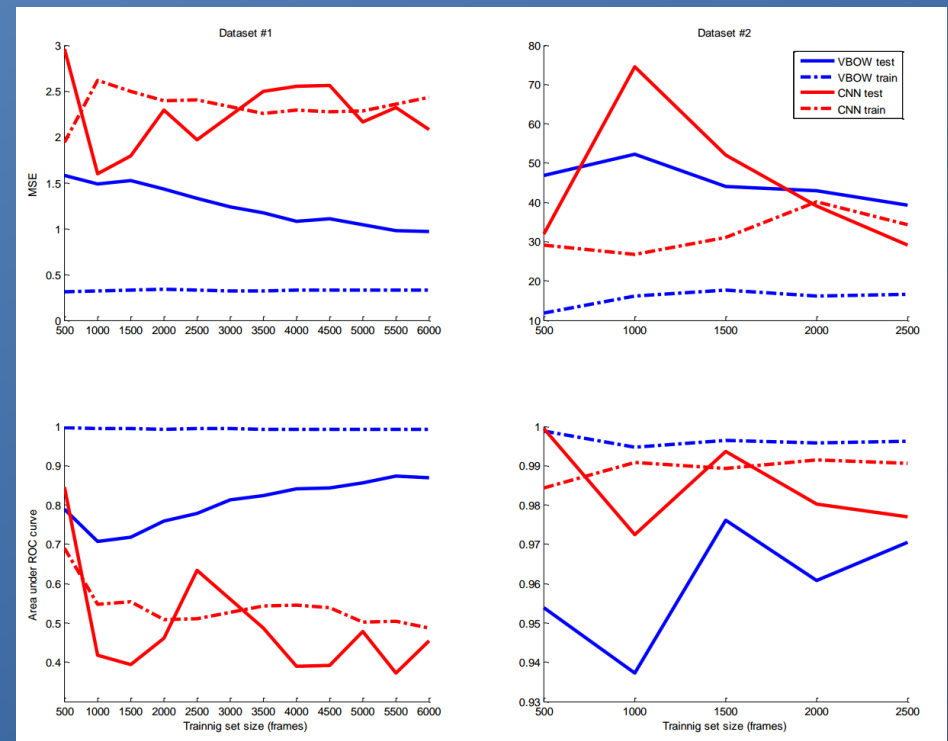 Dataset #1
3
2.5
2
1.5
1
0.5
0
MSE
500 1000 1500 2000 2500 3000 3500 4000 4500 5000 5500 6000
Dataset #2
80
70
60
50
40
30
20
10
500 1000 1500 2000 2500
VBOW test
VBOW train
CNN test
CNN train
1
0.9
0.8
0.7
0.6
0.5
0.4
Area under ROC curve
500 1000 1500 2000 2500 3000 3500 4000 4500 5000 5500 6000
Trainnig set size (frames)
1
0.99
0.98
0.97
0.96
0.95
0.94
0.93
500 1000 1500 2000 2500
Trainnig set size (frames)